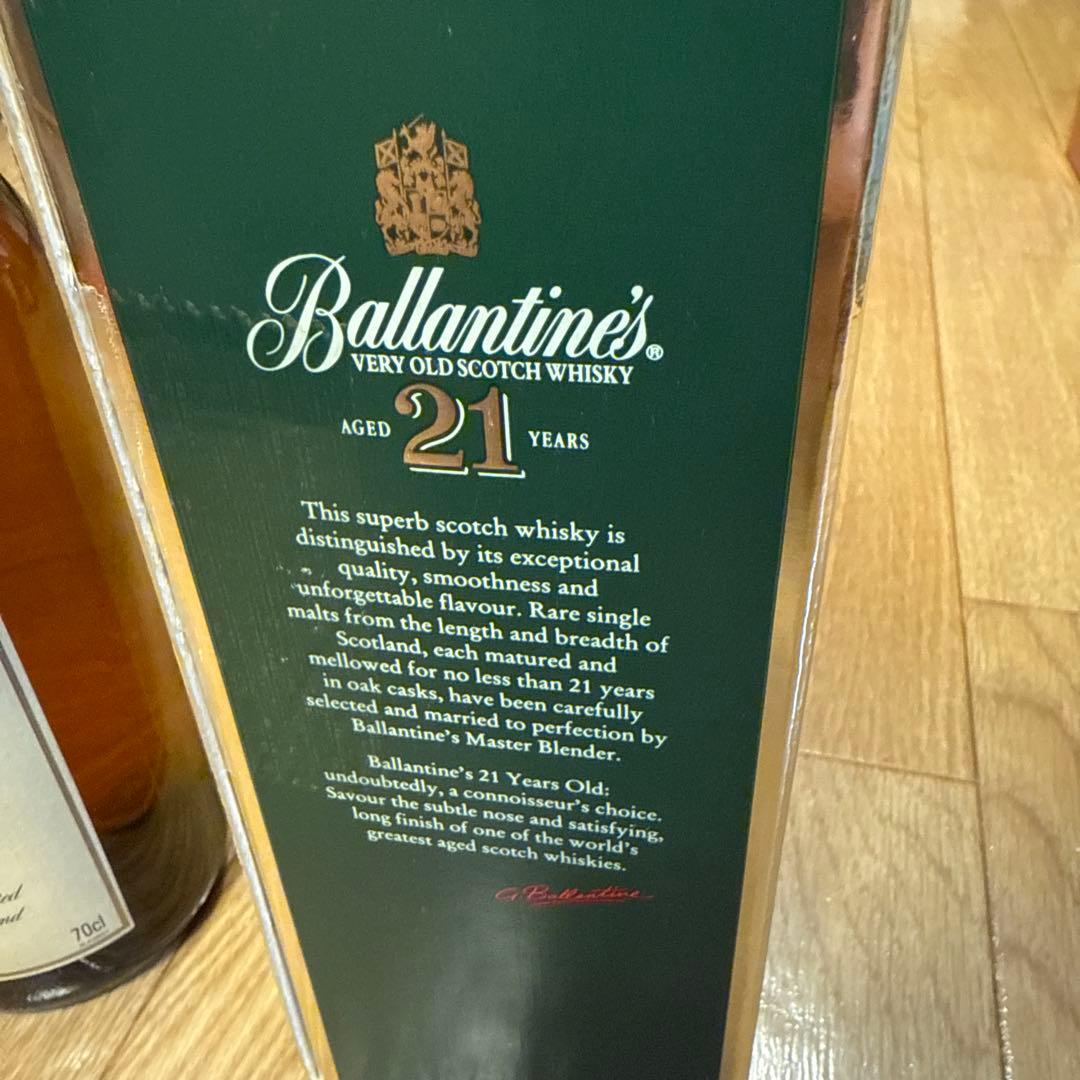 Ballantine's®
VERY OLD SCOTCH WHISKY
AGED 21 YEARS
This superb scotch whisky is
distinguished by its exceptional
quality, smoothness and
unforgettable flavour. Rare single
malts from the length and breadth of
Scotland, each matured and
mellowed for no less than 21 years
in oak casks, have been carefully
selected and married to perfection by
Ballantine's Master Blender.
Ballantine's 21 Years Old:
undoubtedly, a connoisseur's choice.
Savour the subtle nose and satisfying,
long finish of one of the world's
greatest aged scotch whiskies.
G Ballantine
70cl